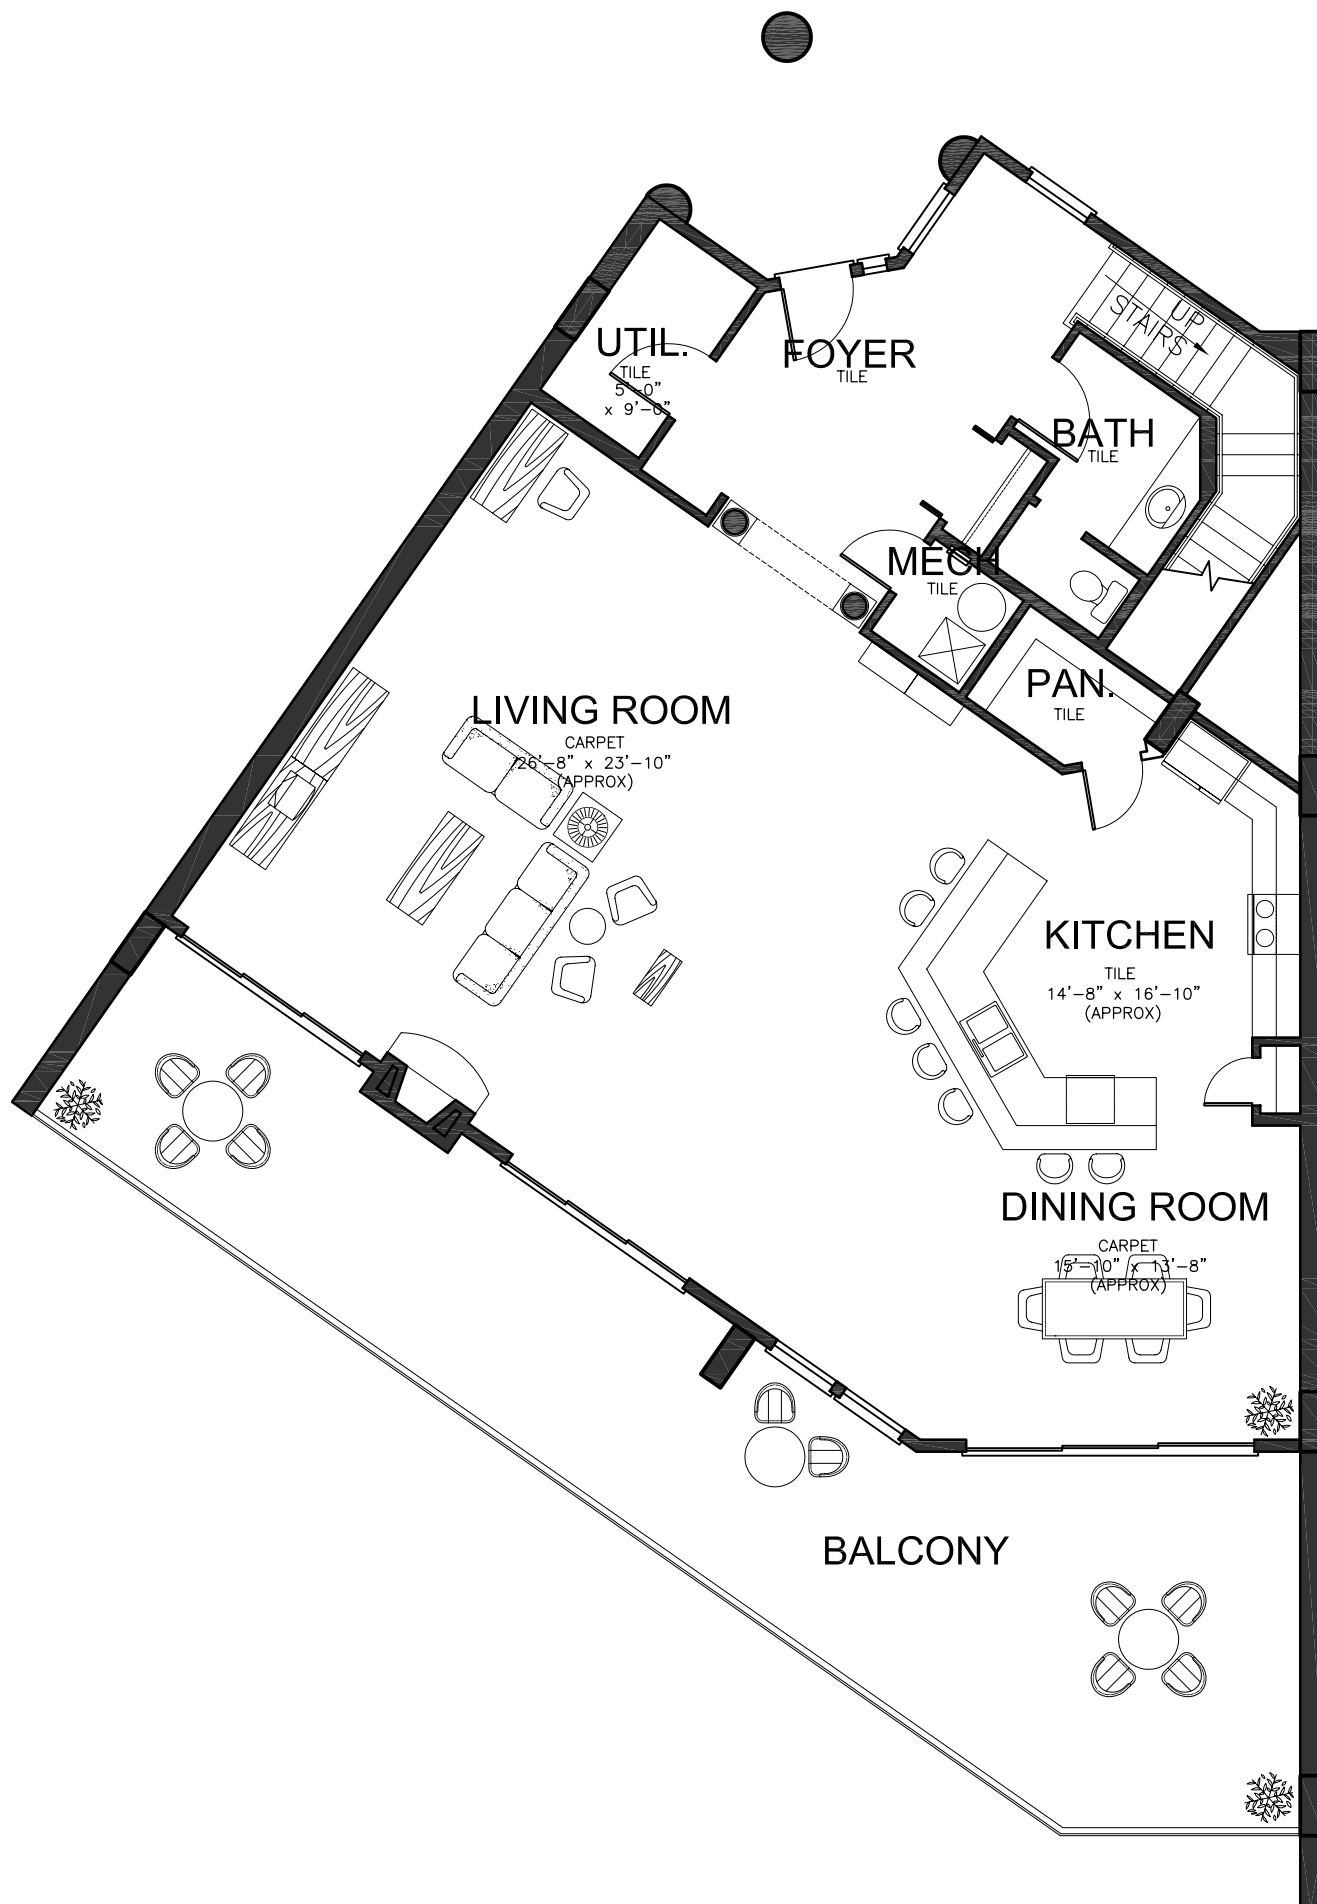 UP
STAIRS
UTIL.
TILE
5'-0"
x 9'-0"
FOYER
TILE
BATH
TILE
MECH
TILE
PAN.
TILE
LIVING ROOM
CARPET
26'-8" x 23'-10"
(APPROX)
KITCHEN
TILE
14'-8" x 16'-10"
(APPROX)
DINING ROOM
CARPET
15'-10" x 13'-8"
(APPROX)
BALCONY